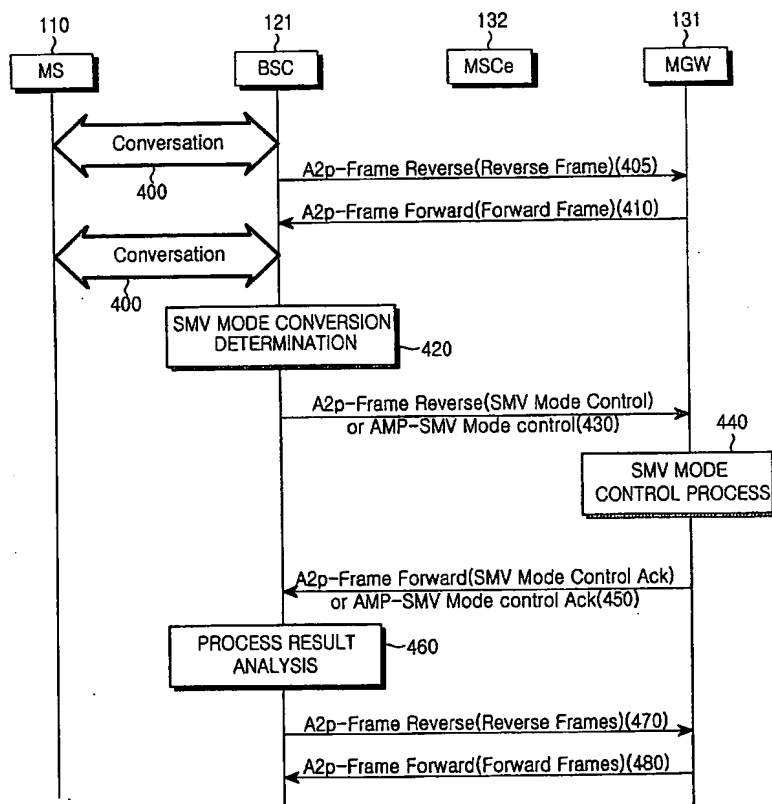 110
121
132
131
MS
BSC
MSCe
MGW
Conversation
400
A2p-Frame Reverse(Reverse Frame)(405)
A2p-Frame Forward(Forward Frame)(410)
Conversation
400
SMV MODE CONVERSION
DETERMINATION
420
A2p-Frame Reverse(SMV Mode Control)
or AMP-SMV Mode control(430)
440
SMV MODE
CONTROL PROCESS
A2p-Frame Forward(SMV Mode Control Ack)
or AMP-SMV Mode control Ack(450)
PROCESS RESULT
ANALYSIS
460
A2p-Frame Reverse(Reverse Frames)(470)
A2p-Frame Forward(Forward Frames)(480)